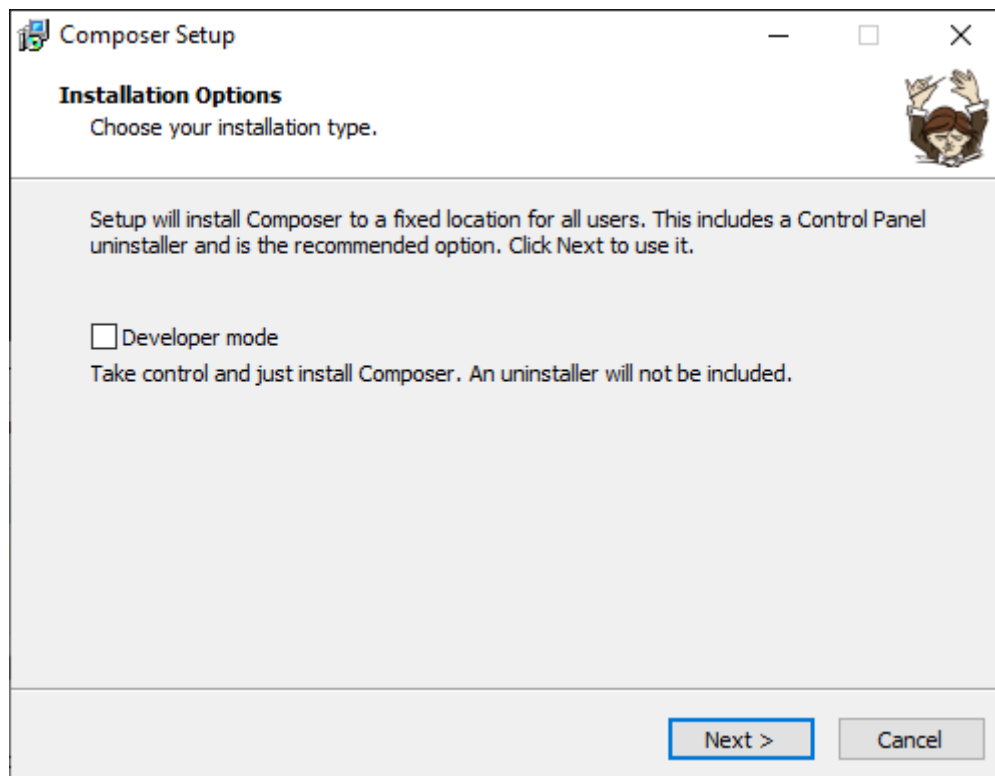 Composer Setup
Installation Options
Choose your installation type.
Setup will install Composer to a fixed location for all users. This includes a Control Panel
uninstaller and is the recommended option. Click Next to use it.
Developer mode
Take control and just install Composer. An uninstaller will not be included.
Next >
Cancel